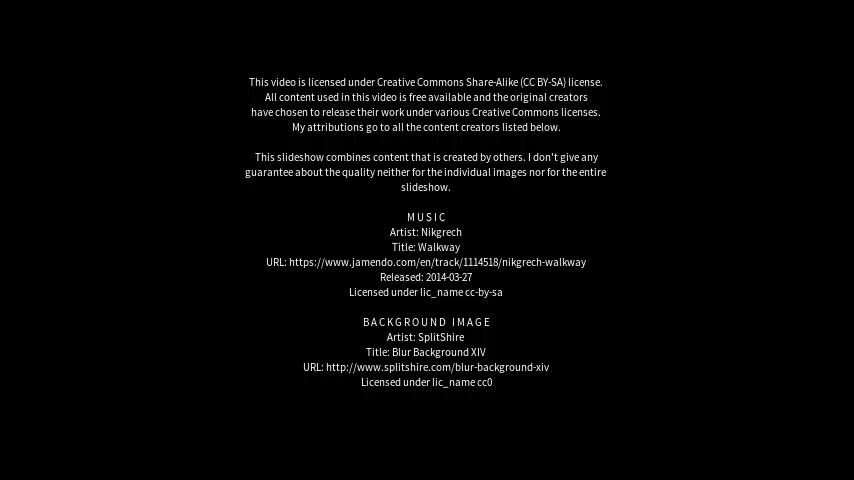 This video is licensed under Creative Commons Share-Alike (CC BY-SA) license.
All content used in this video is free available and the original creators
have chosen to release their work under various Creative Commons licenses.
My attributions go to all the content creators listed below.
This slideshow combines content that is created by others. I don't give any
guarantee about the quality neither for the individual images nor for the entire
slideshow.
MUSIC
Artist: Nikgrech
Title: Walkway
URL: https://www.jamendo.com/en/track/1114518/nikgrech-walkway
Released: 2014-03-27
Licensed under lic_name cc-by-sa
BACKGROUND IMAGE
Artist: SplitShire
Title: Blur Background XIV
URL: http://www.splitshire.com/blur-background-xiv
Licensed under lic_name cc0